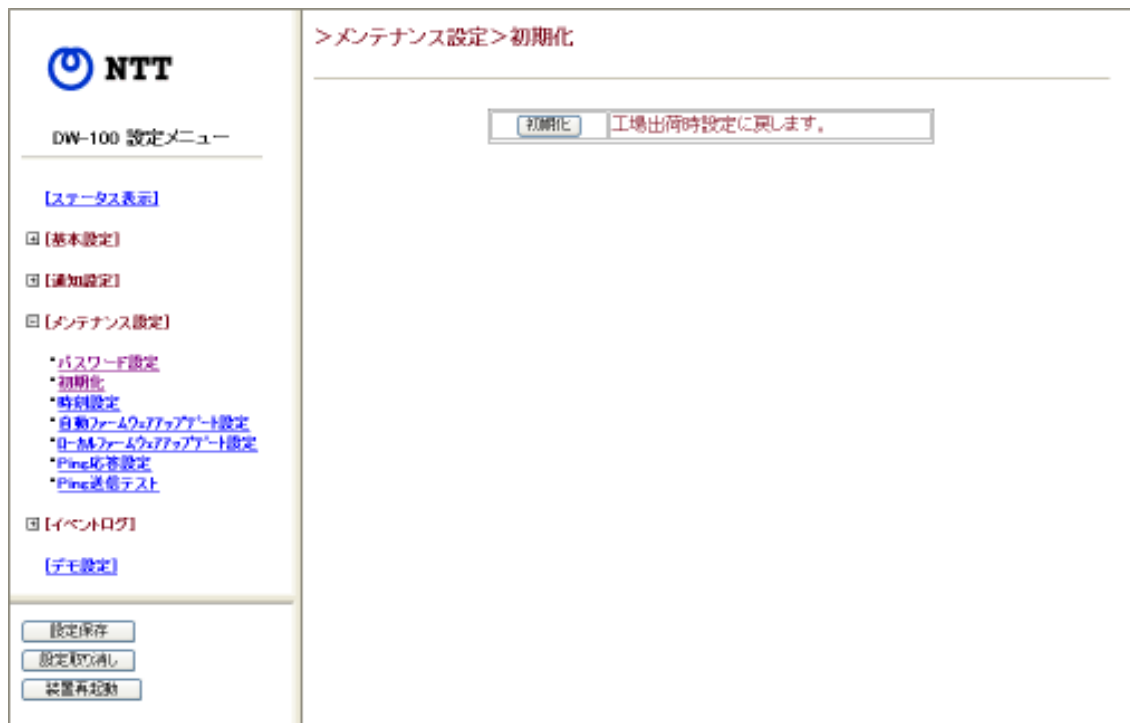 NTT
DW-100 設定メニュー
[ステータス表示]
[基本設定]
[通知設定]
[メンテナンス設定]
パスワード設定
初期化
時刻設定
自動ファームウェアアップデート設定
ローカルファームウェアアップデート設定
Ping応答設定
Ping送信テスト
[イベントログ]
[デモ設定]
設定保存
設定取り消し
装置再起動
>メンテナンス設定>初期化
初期化 工場出荷時設定に戻します。